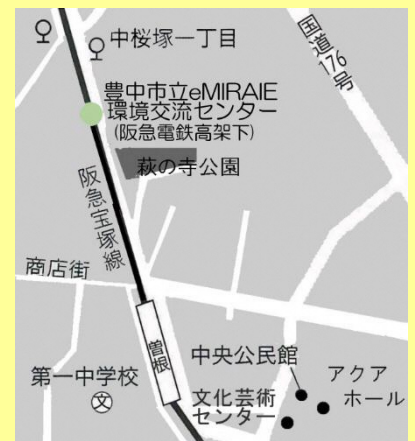 中桜塚一丁目
国道176号
豊中市立eMIRAIE
環境交流センター
(阪急電鉄高架下)
萩の寺公園
阪急宝塚線
商店街
曽根
中央公民館
アクア
ホール
第一中学校
文
文化芸術
センター